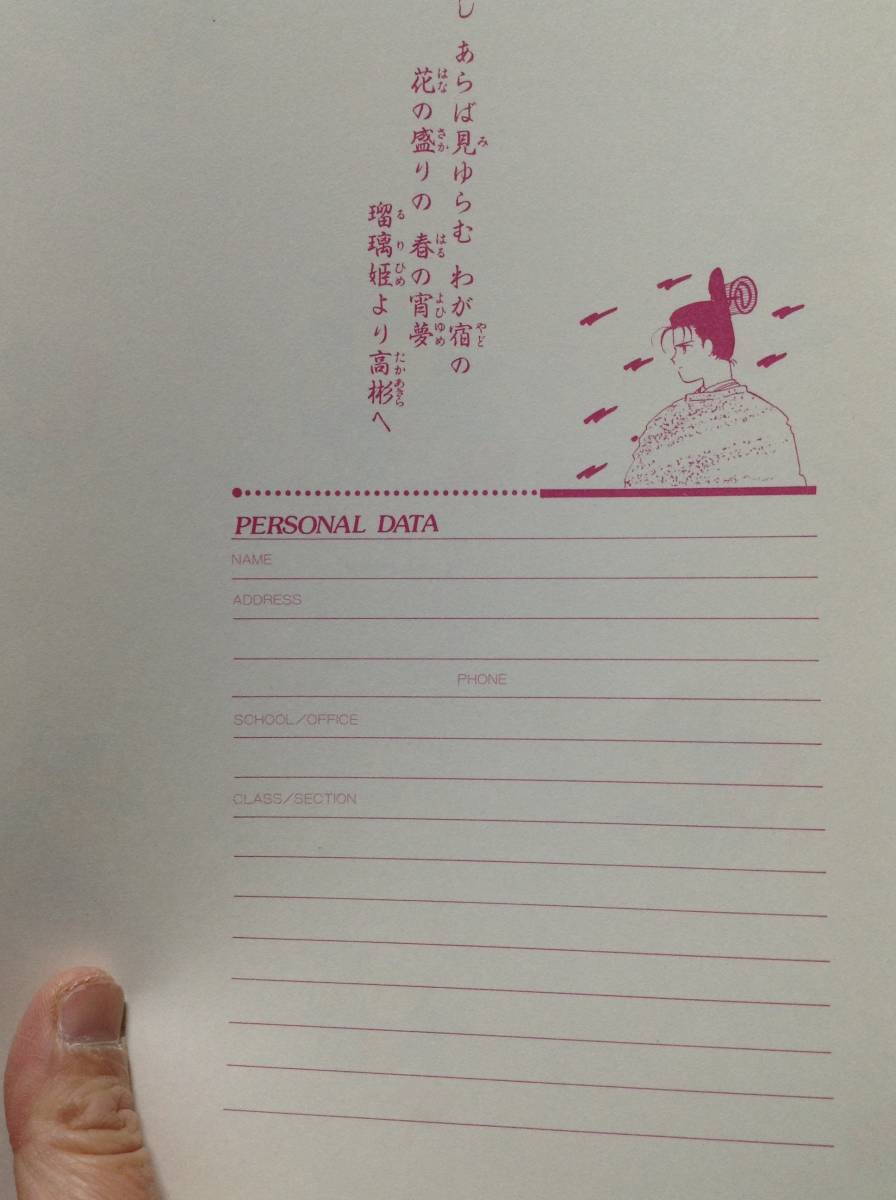 し あらば見ゆらむ わが宿の
花の盛りの 春の宵夢
瑠璃姫より高彬へ
PERSONAL DATA
NAME
ADDRESS
PHONE
SCHOOL/OFFICE
CLASS/SECTION